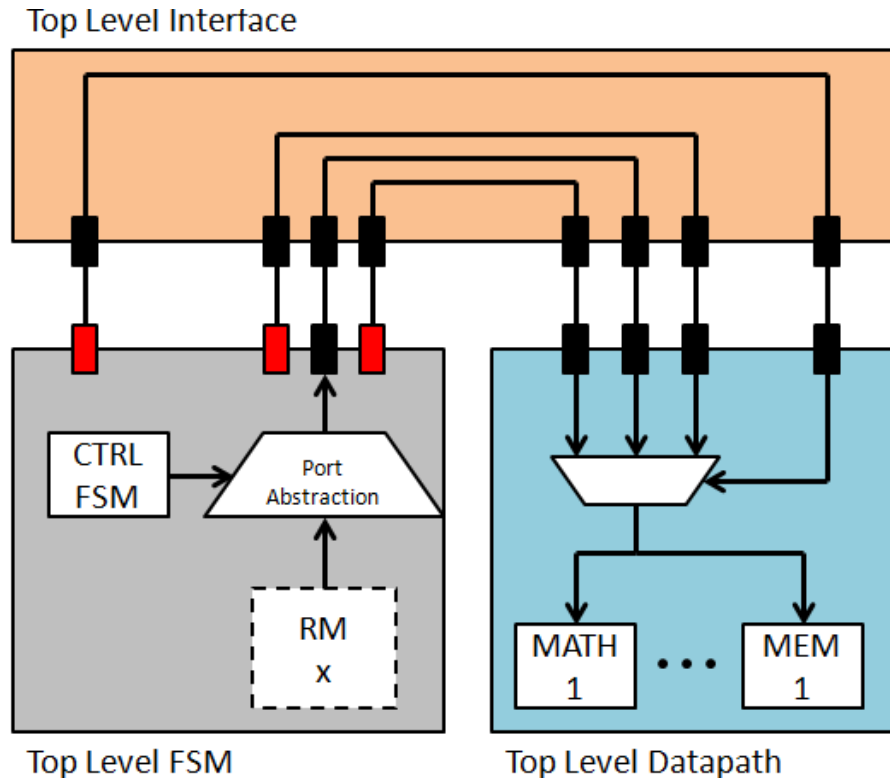 Top Level Interface
CTRL
FSM
Port
Abstraction
RM
x
MATH
1
MEM
1
Top Level FSM
Top Level Datapath